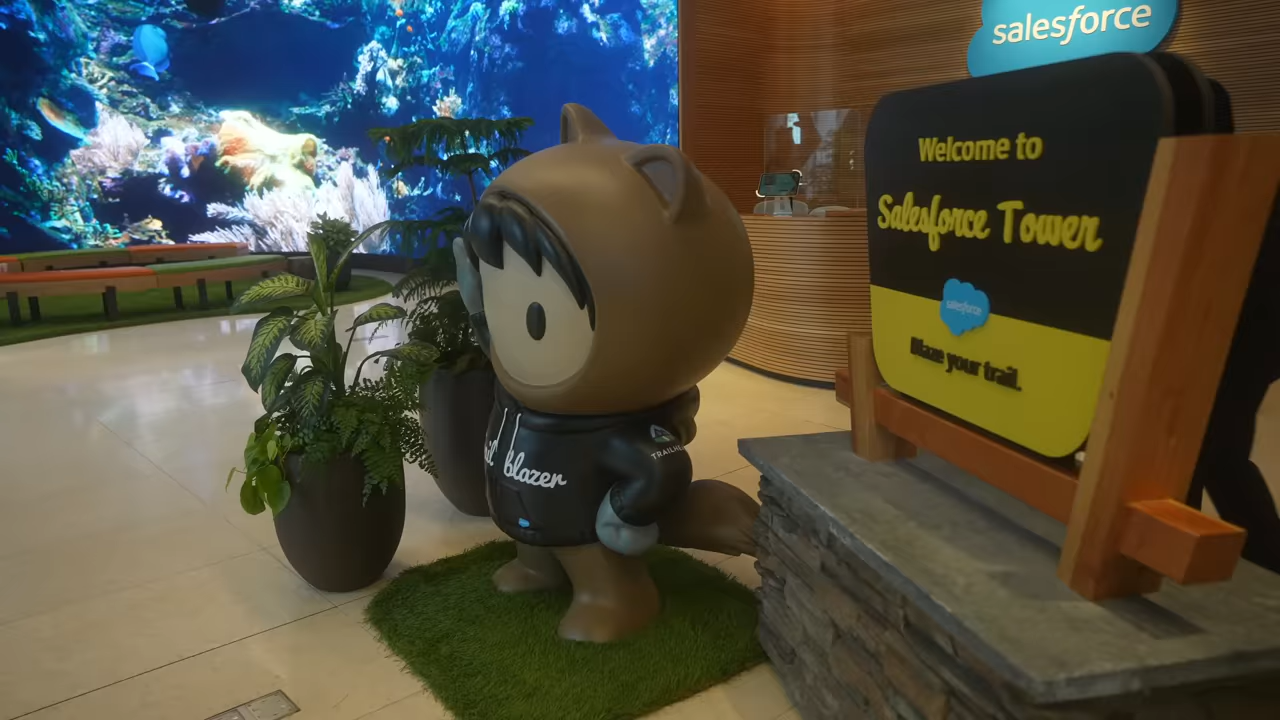 salesforce
Welcome to
Salesforce Tower
salesforce
Blaze your trail.
blazer